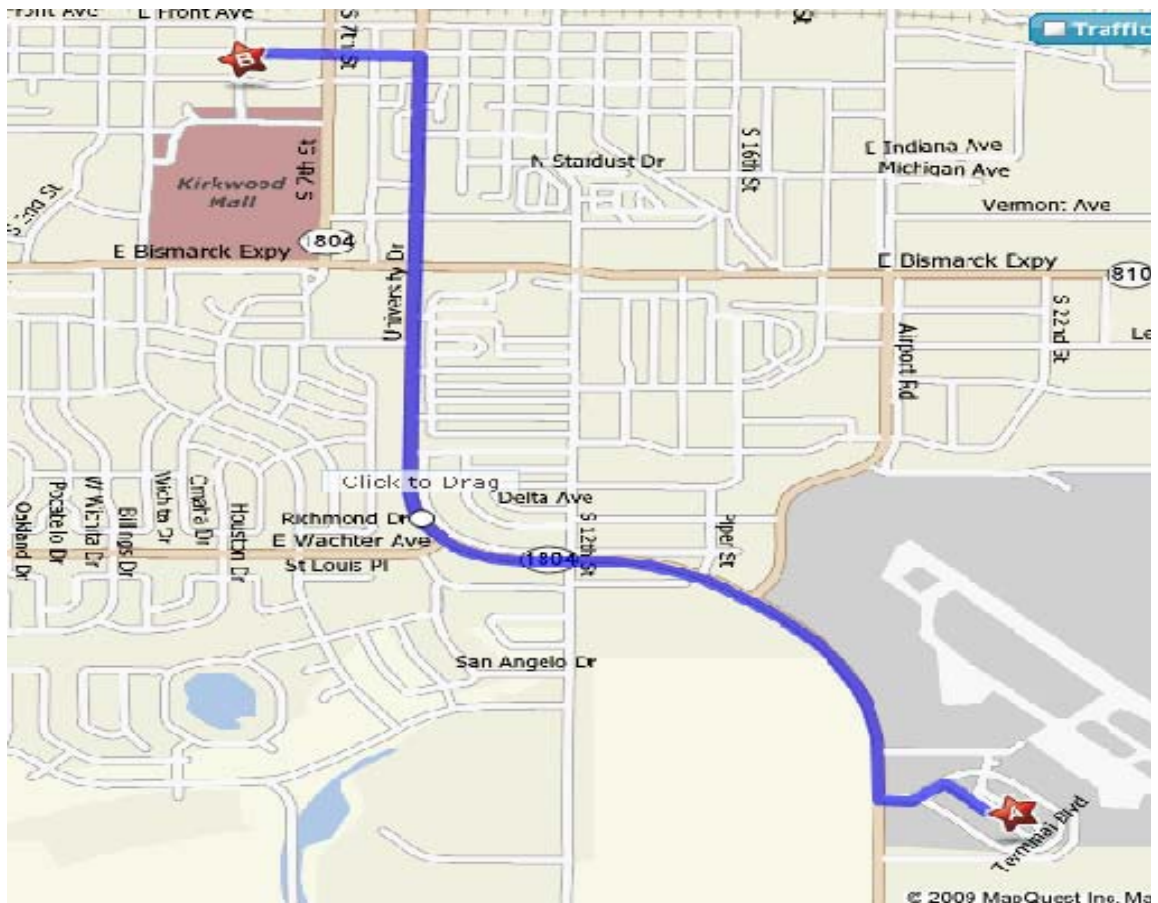 E Front Ave
S 7th St
St
Traffic
B
S 16th St
E Indiana Ave
Michigan Ave
N Stardust Dr
Kirkwood
Mall
Vermont Ave
1804
E Bismarck Expy
E Bismarck Expy
810
University Dr
S 22nd St
Airport Rd
Le
Click to Drag
Delta Ave
Richmond Dr
E Wachter Ave
St Louis Pl
1804
S 12th St
Piper St
Oakland Dr
Pocatello Dr
W Wichita Dr
Billings Dr
Wichita Dr
Omaha Dr
Houston Dr
San Angelo Dr
A
Terminal Blvd
© 2009 MapQuest Inc. Ma